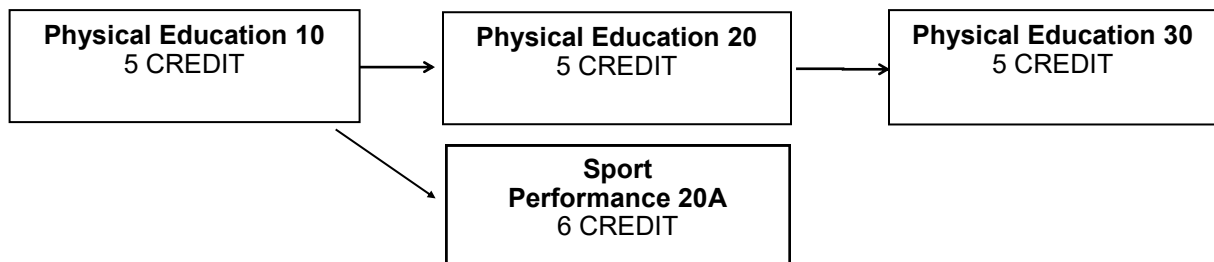 Physical Education 10
5 CREDIT
Physical Education 20
5 CREDIT
Physical Education 30
5 CREDIT
Sport
Performance 20A
6 CREDIT